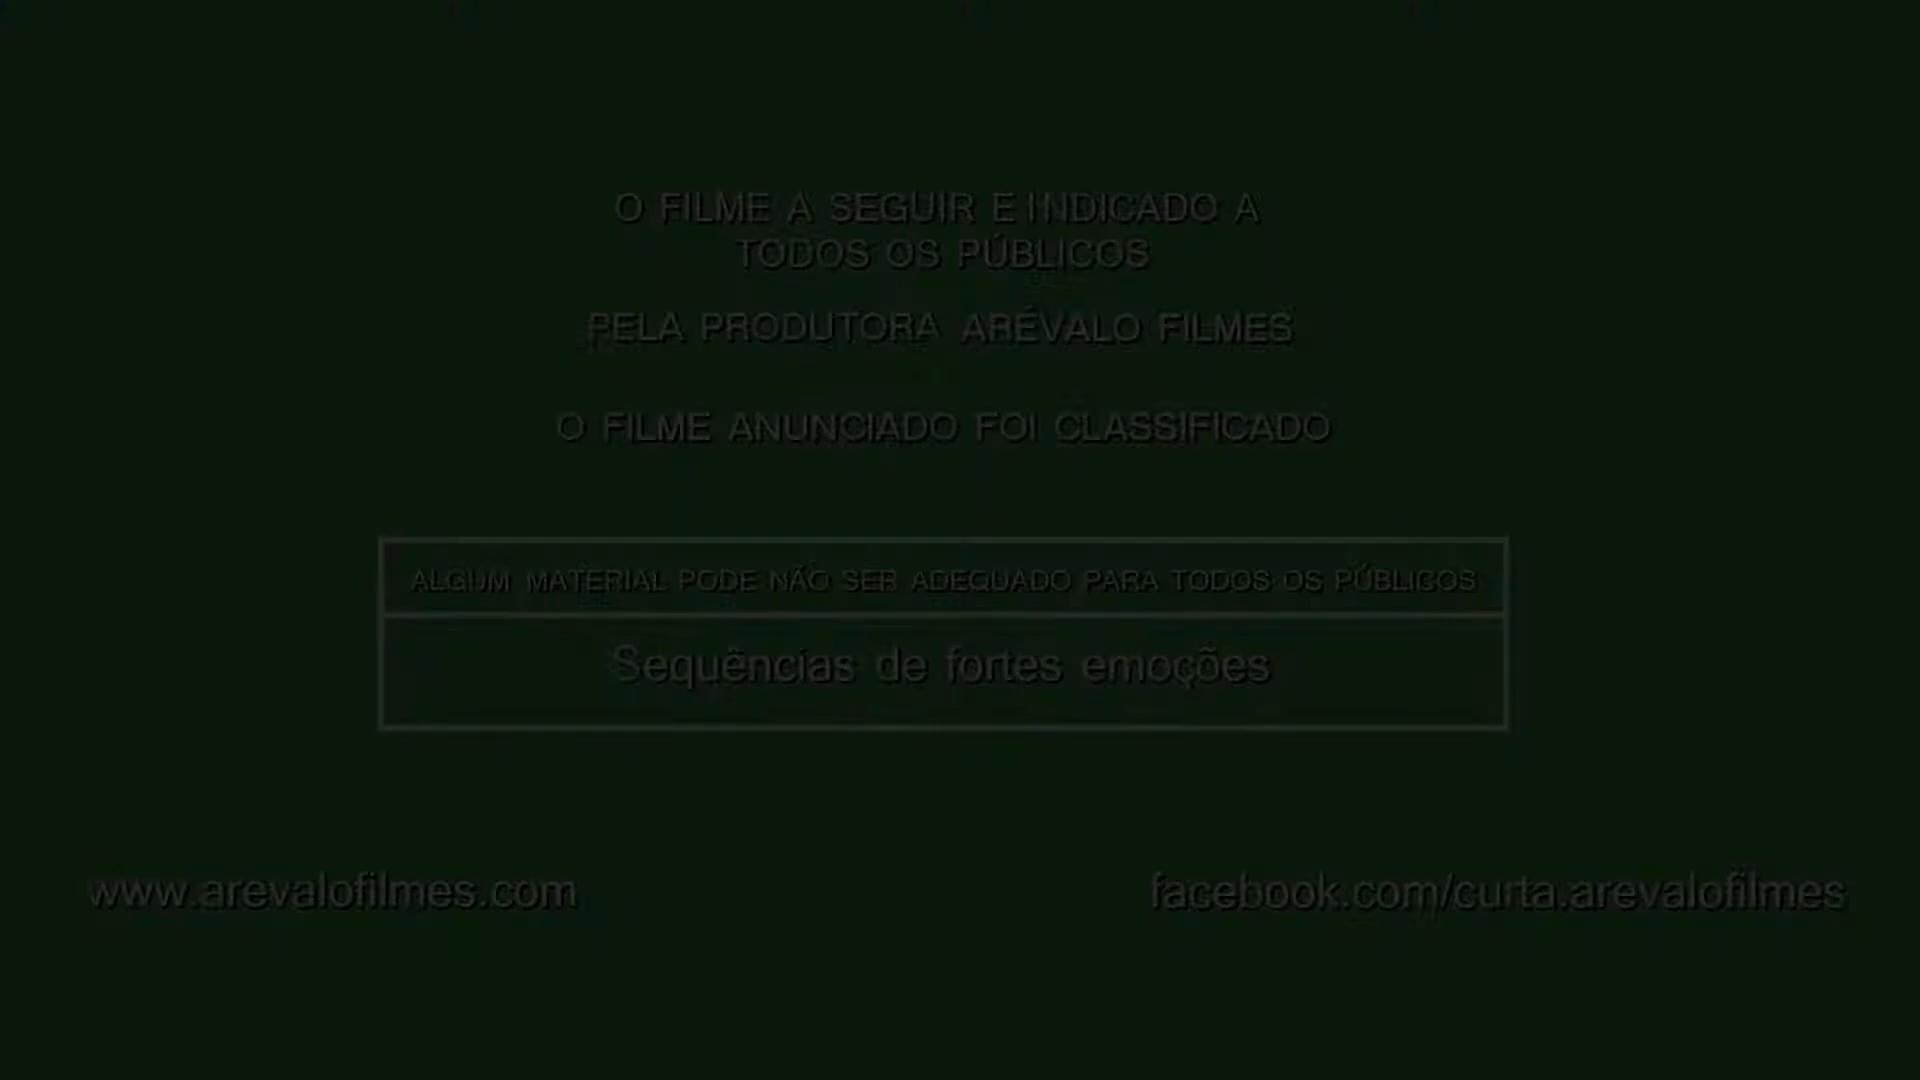 O FILME A SEGUIR E INDICADO A
TODOS OS PÚBLICOS
PELA PRODUTORA ARÉVALO FILMES
O FILME ANUNCIADO FOI CLASSIFICADO
ALGUM MATERIAL PODE NÃO SER ADEQUADO PARA TODOS OS PÚBLICOS
Sequências de fortes emoções
www.arevalofilmes.com
facebook.com/curta.arevalofilmes